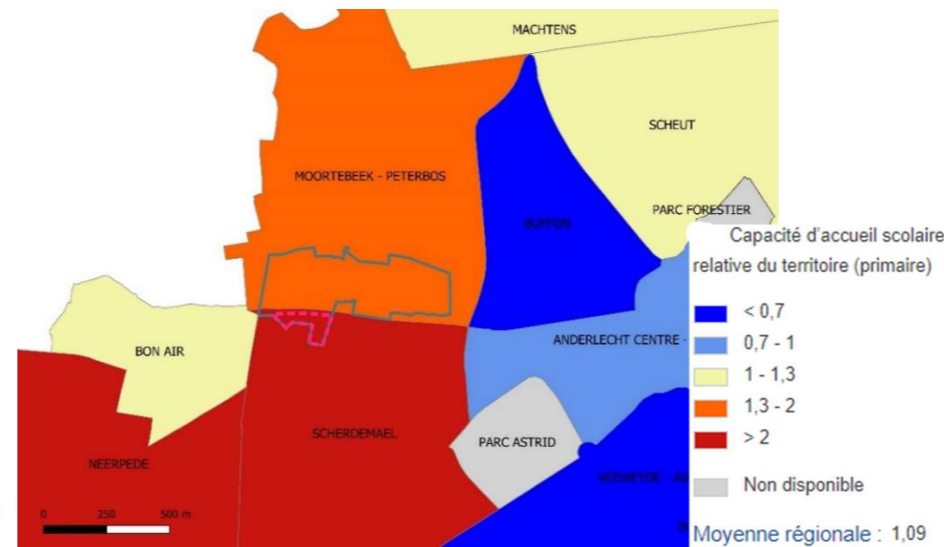 MACHTENS
SCHEUT
MOORTEBEEK - PETERBOS
PARC FORESTIER
BUFFON
Capacité d'accueil scolaire
relative du territoire (primaire)
< 0,7
0,7 - 1
1 - 1,3
1,3 - 2
> 2
Non disponible
Moyenne régionale : 1,09
ANDERLECHT CENTRE -
BON AIR
SCHERDEMAEL
PARC ASTRID
NEERPEDE
VEEWEYDE - AU
0 250 500 m